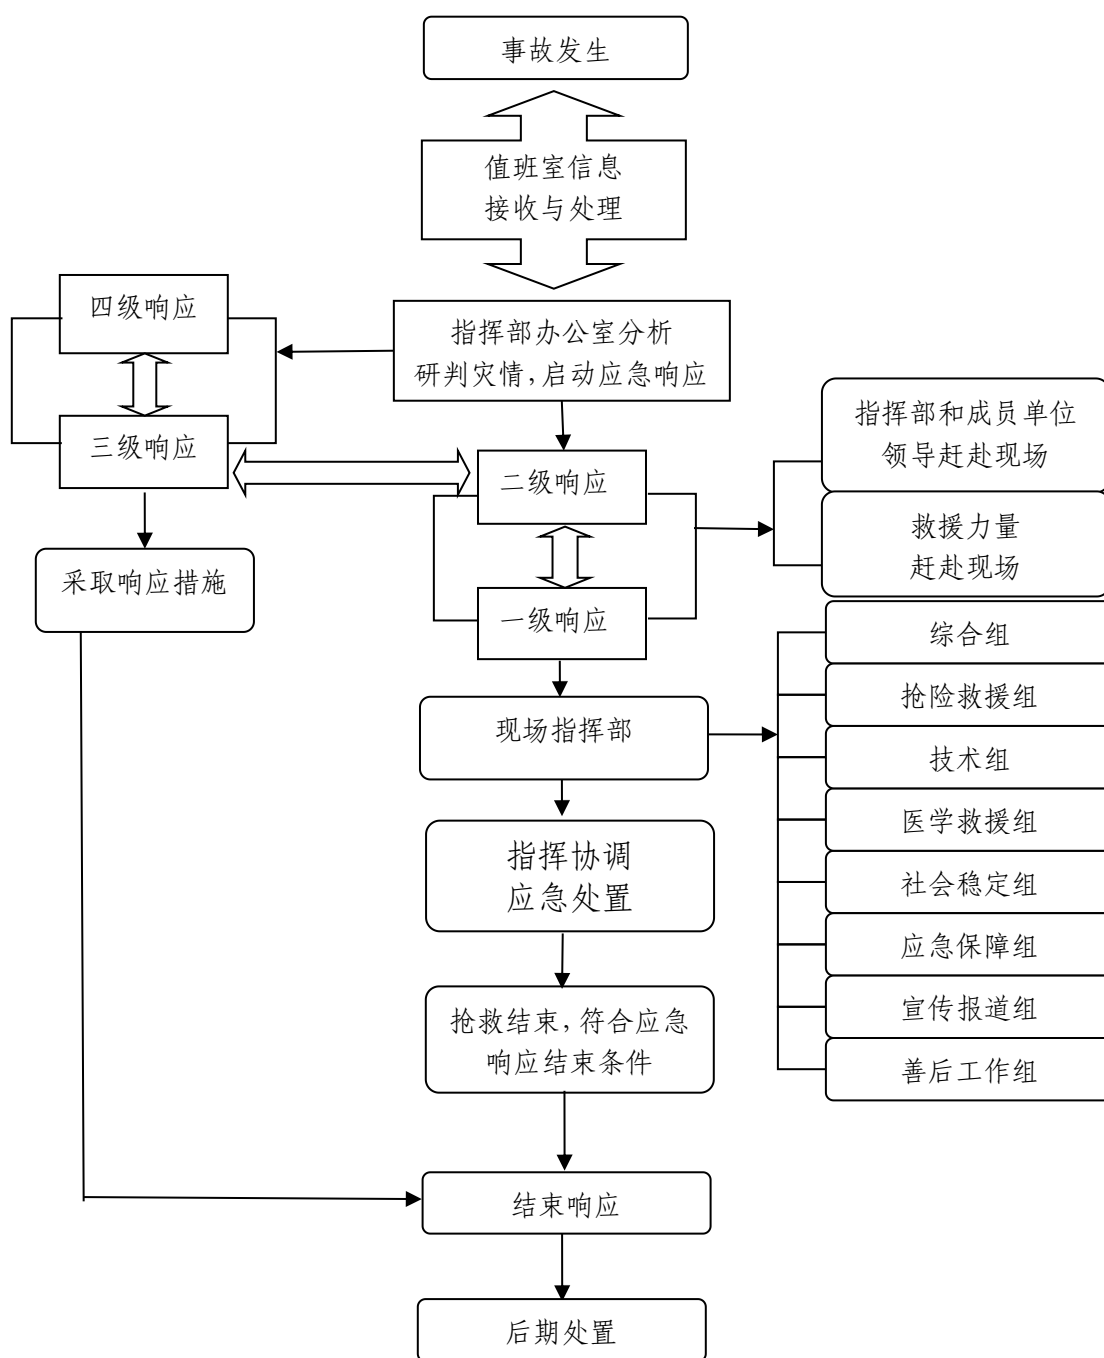 事故发生
值班室信息
接收与处理
四级响应
指挥部办公室分析
研判灾情，启动应急响应
三级响应
二级响应
一级响应
指挥部和成员单位
领导赶赴现场
救援力量
赶赴现场
采取响应措施
现场指挥部
综合组
抢险救援组
技术组
医学救援组
社会稳定组
应急保障组
宣传报道组
善后工作组
指挥协调
应急处置
抢救结束，符合应急
响应结束条件
结束响应
后期处置